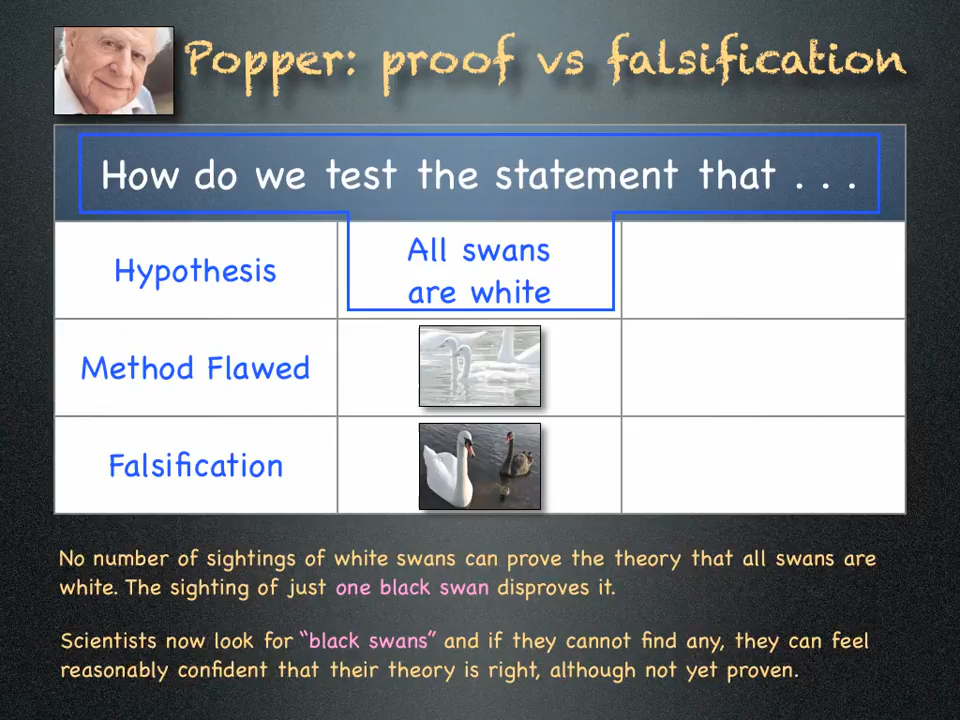 Popper: proof vs falsification
How do we test the statement that . . .
Hypothesis
All swans
are white
Method Flawed
Falsification
No number of sightings of white swans can prove the theory that all swans are
white. The sighting of just one black swan disproves it.
Scientists now look for “black swans” and if they cannot find any, they can feel
reasonably confident that their theory is right, although not yet proven.